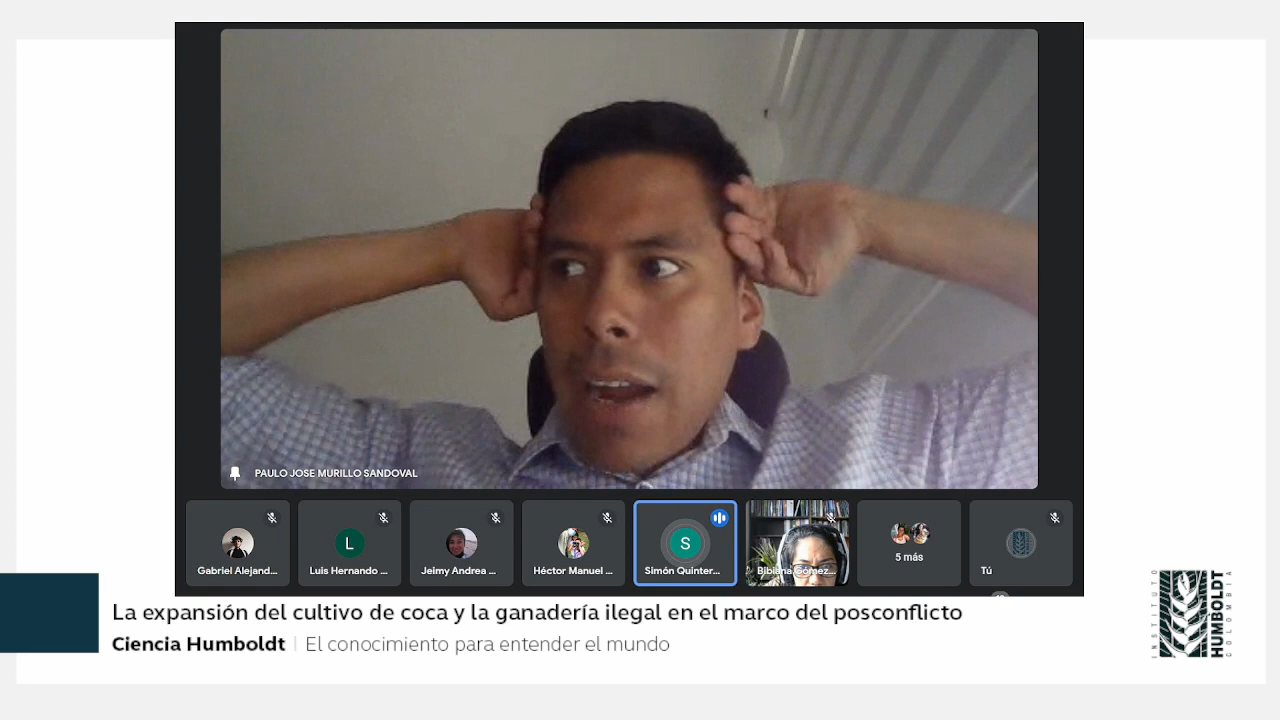 PAULO JOSE MURILLO SANDOVAL
Gabriel Alejand...
L
Luis Hernando ...
Jeimy Andrea ...
Héctor Manuel ...
S
Simón Quinter...
Bibiana Gómez...
5 más
Tú
La expansión del cultivo de coca y la ganadería ilegal en el marco del posconflicto
Ciencia Humboldt | El conocimiento para entender el mundo
INSTITUTO
HUMBOLDT
COLOMBIA